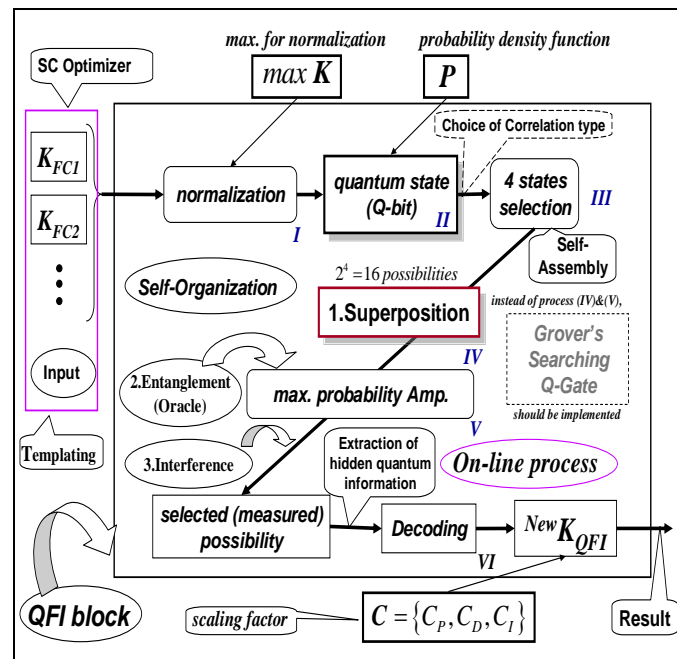 max. for normalization
probability density function
SC Optimizer
max K
P
Choice of Correlation type
K_FC1
K_FC2
normalization
quantum state
(Q-bit)
4 states
selection
I
II
III
Self-
Assembly
Self-Organization
2^4 = 16 possibilities
1.Superposition
instead of process (IV)&(V),
Grover's
Searching
Q-Gate
should be implemented
Input
2.Entanglement
(Oracle)
IV
max. probability Amp.
V
Templating
3.Interference
Extraction of
hidden quantum
information
On-line process
selected (measured)
possibility
Decoding
New K_QFI
VI
QFI block
scaling factor
C = {C_P, C_D, C_I}
Result